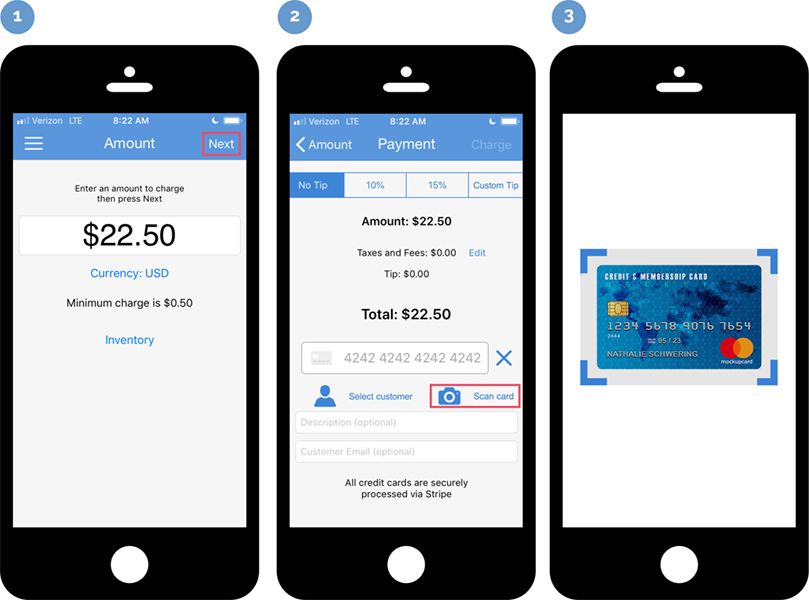 1
Verizon LTE 8:22 AM
Amount Next
Enter an amount to charge
then press Next
$22.50
Currency: USD
Minimum charge is $0.50
Inventory
2
Verizon LTE 8:22 AM
Amount Payment Charge
No Tip 10% 15% Custom Tip
Amount: $22.50
Taxes and Fees: $0.00 Edit
Tip: $0.00
Total: $22.50
4242 4242 4242 4242
Select customer Scan card
Description (optional)
Customer Email (optional)
All credit cards are securely
processed via Stripe
3
CREDIT & MEMBERSHIP CARD
1234 5678 9076 7654
2444
05 / 23
NATHALIE SCHWERING
mockupcard